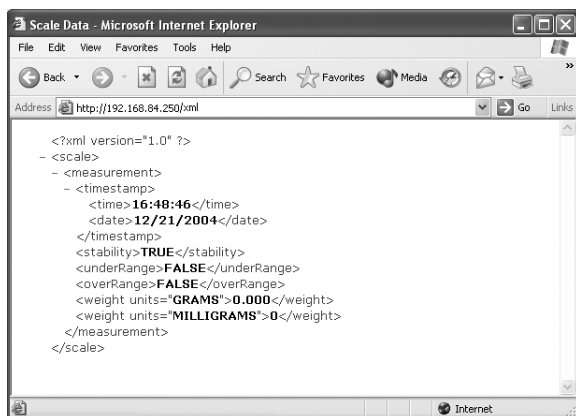 Scale Data - Microsoft Internet Explorer
File Edit View Favorites Tools Help
Back Search Favorites Media »
Address http://192.168.84.250/xml Go Links
<?xml version="1.0" ?>
- <scale>
- <measurement>
- <timestamp>
<time>16:48:46</time>
<date>12/21/2004</date>
</timestamp>
<stability>TRUE</stability>
<underRange>FALSE</underRange>
<overRange>FALSE</overRange>
<weight units="GRAMS">0.000</weight>
<weight units="MILLIGRAMS">0</weight>
</measurement>
</scale>
Internet